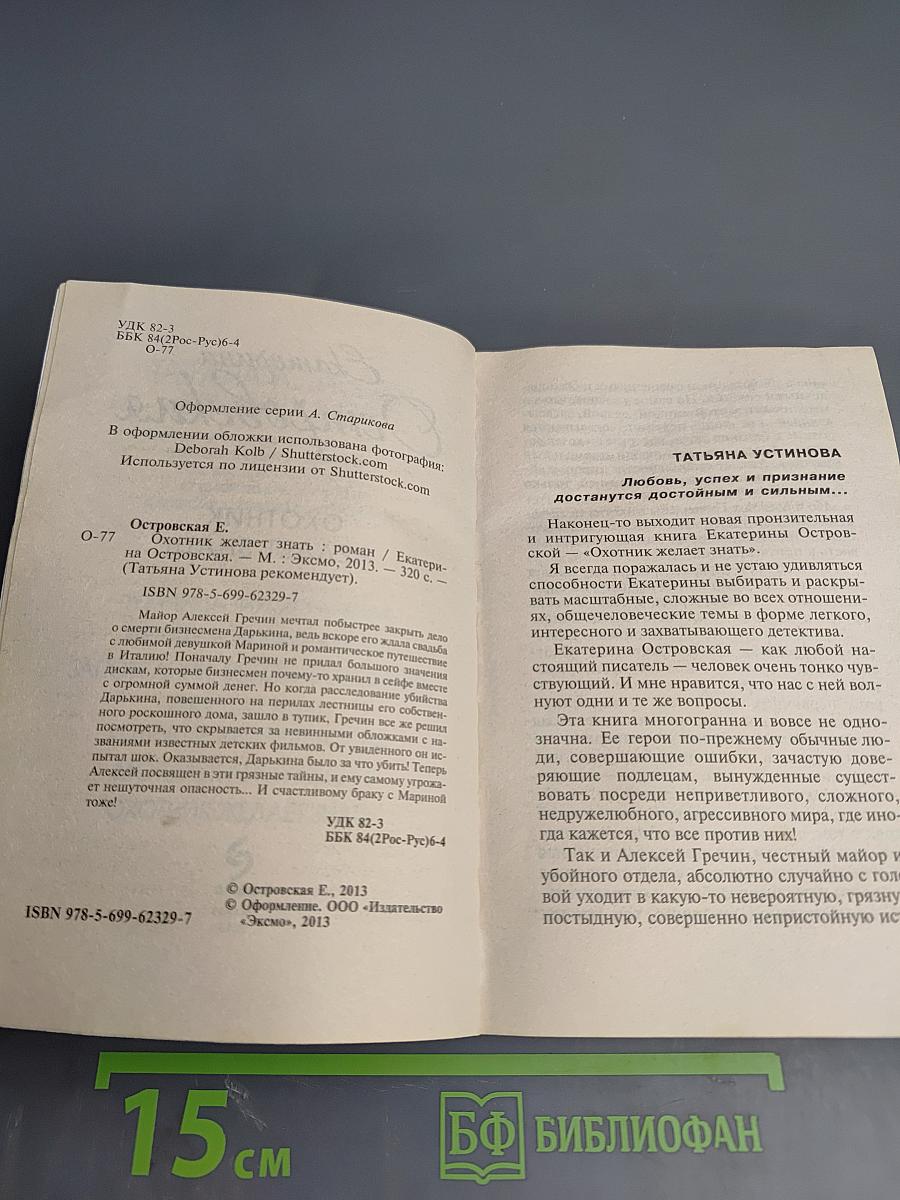 УДК 82-3
ББК 84(2Рос-Рус)6-4
О-77
Оформление серии А. Старикова
В оформлении обложки использована фотография:
Deborah Kolb / Shutterstock.com
Используется по лицензии от Shutterstock.com
Островская Е.
О-77 Охотник желает знать : роман / Екатери-
на Островская. — М. : Эксмо, 2013. — 320 с. —
(Татьяна Устинова рекомендует).
ISBN 978-5-699-62329-7
Майор Алексей Гречин мечтал побыстрее закрыть дело
о смерти бизнесмена Дарькина, ведь вскоре его ждала свадьба
с любимой девушкой Мариной и романтическое путешествие
в Италию! Поначалу Гречин не придал большого значения
дискам, которые бизнесмен почему-то хранил в сейфе вместе
с огромной суммой денег. Но когда расследование убийства
Дарькина, повешенного на перилах лестницы его собствен-
ного роскошного дома, зашло в тупик, Гречин все же решил
посмотреть, что скрывается за невинными обложками с на-
званиями известных детских фильмов. От увиденного он ис-
пытал шок. Оказывается, Дарькина было за что убить! Теперь
Алексей посвящен в эти грязные тайны, и ему самому угрожа-
ет нешуточная опасность... И счастливому браку с Мариной
тоже!
УДК 82-3
ББК 84(2Рос-Рус)6-4
© Островская Е., 2013
© Оформление. ООО «Издательство
ISBN 978-5-699-62329-7 «Эксмо», 2013
ТАТЬЯНА УСТИНОВА
Любовь, успех и признание
достанутся достойным и сильным...
Наконец-то выходит новая пронзительная
и интригующая книга Екатерины Остров-
ской — «Охотник желает знать».
Я всегда поражалась и не устаю удивляться
способности Екатерины выбирать и раскры-
вать масштабные, сложные во всех отношени-
ях, общечеловеческие темы в форме легкого,
интересного и захватывающего детектива.
Екатерина Островская — как любой на-
стоящий писатель — человек очень тонко чув-
ствующий. И мне нравится, что нас с ней вол-
нуют одни и те же вопросы.
Эта книга многогранна и вовсе не одно-
значна. Ее герои по-прежнему обычные лю-
ди, совершающие ошибки, зачастую дове-
ряющие подлецам, вынужденные сущест-
вовать посреди неприветливого, сложного,
недружелюбного, агрессивного мира, где ино-
гда кажется, что все против них!
Так и Алексей Гречин, честный майор и
убойного отдела, абсолютно случайно с голо
вой уходит в какую-то невероятную, грязну
постыдную, совершенно непристойную ис
15 см
БФ БИБЛИОФАН